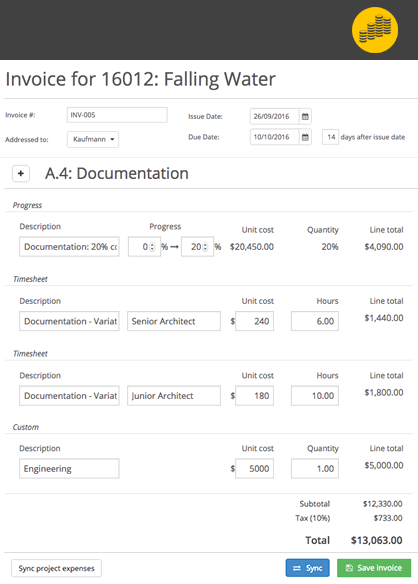 Invoice for 16012: Falling Water
Invoice #: INV-005 Issue Date: 26/09/2016
Addressed to: Kaufmann Due Date: 10/10/2016 14 days after issue date
+ A.4: Documentation
Progress
Description Progress Unit cost Quantity Line total
Documentation: 20% co 0 % → 20 % $20,450.00 20% $4,090.00
Timesheet
Description Unit cost Hours Line total
Documentation - Variat Senior Architect $ 240 6.00 $1,440.00
Timesheet
Description Unit cost Hours Line total
Documentation - Variat Junior Architect $ 180 10.00 $1,800.00
Custom
Description Unit cost Quantity Line total
Engineering $ 5000 1.00 $5,000.00
Subtotal $12,330.00
Tax (10%) $733.00
Total $13,063.00
Sync project expenses Sync Save invoice